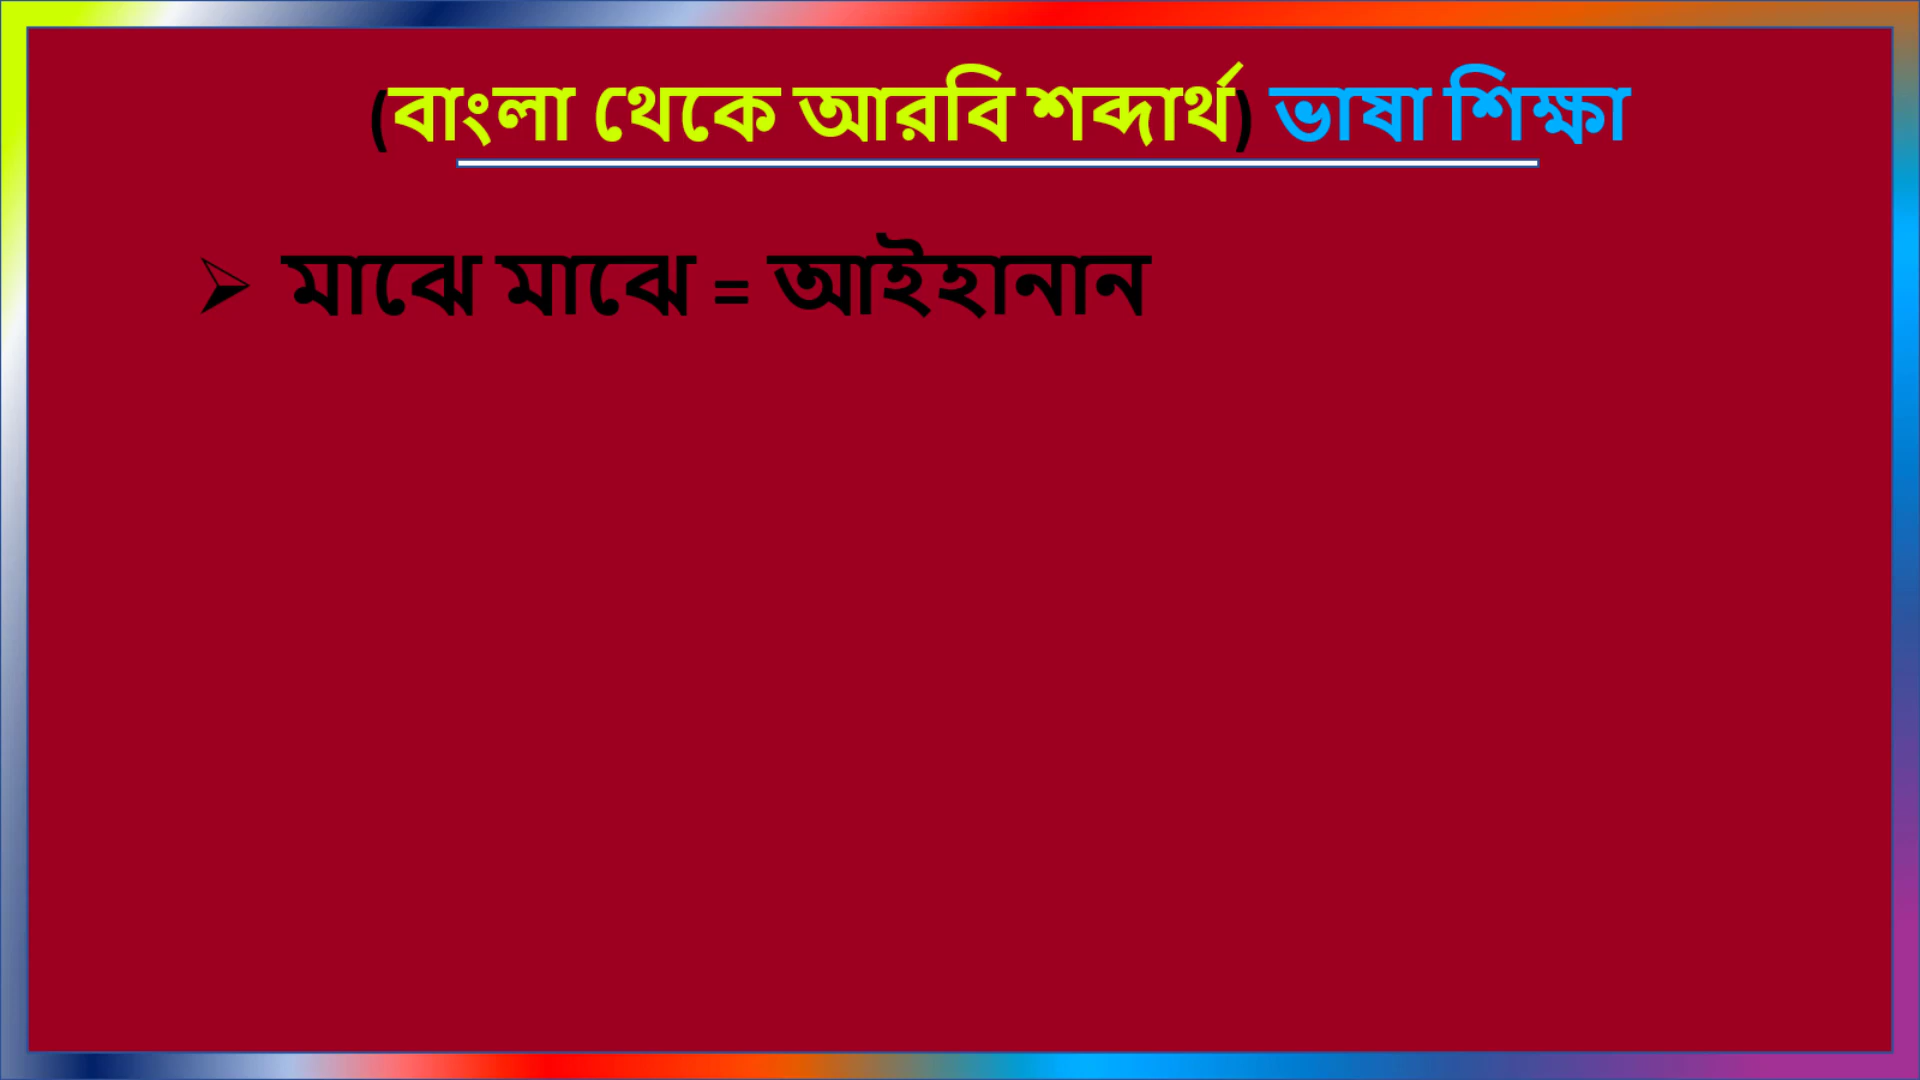 (বাংলা থেকে আরবি শব্দার্থ) ভাষা শিক্ষা
➢ মাঝে মাঝে = আইহানান